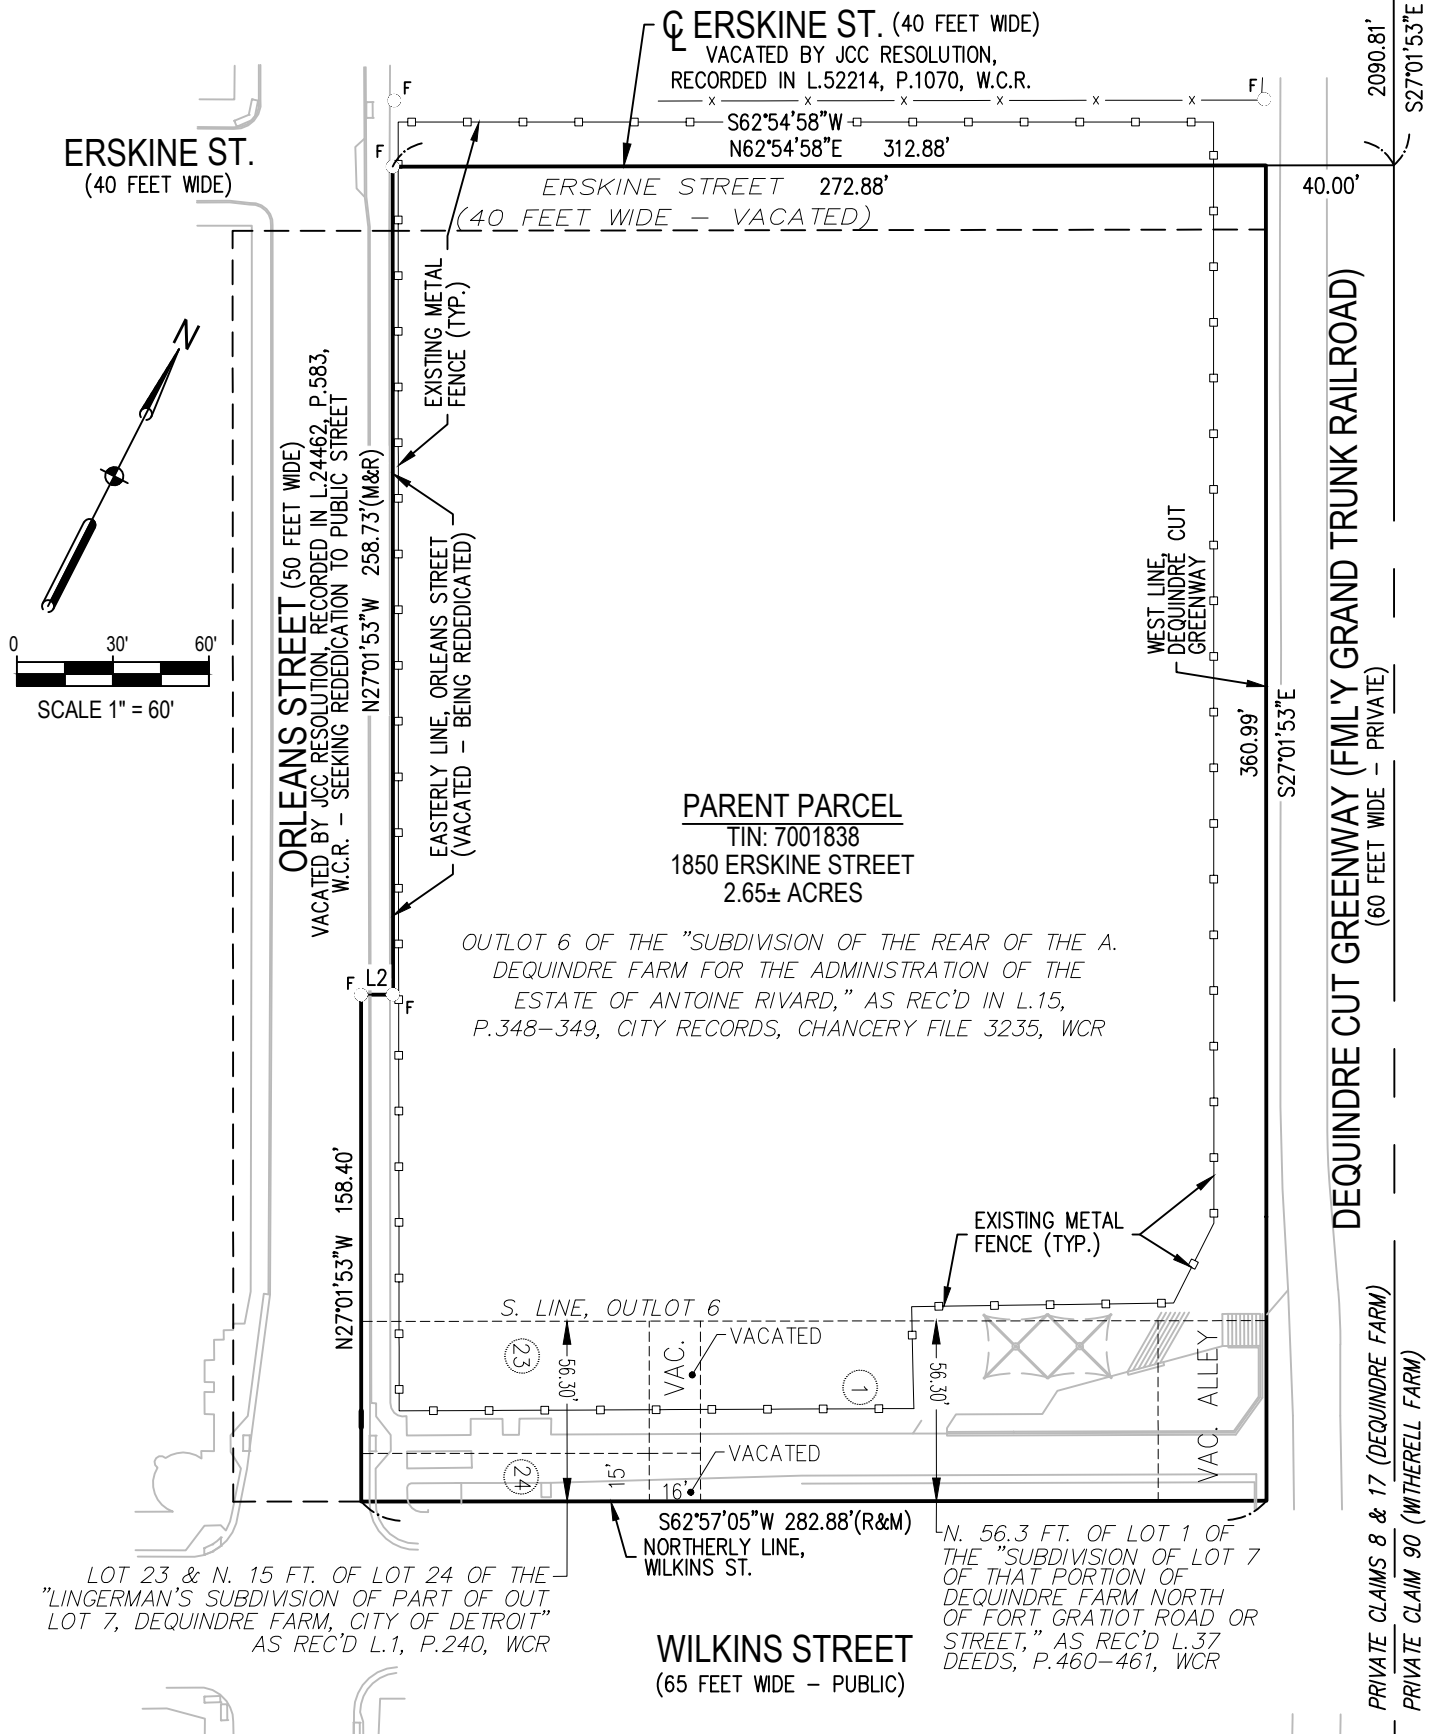 ℄ ERSKINE ST. (40 FEET WIDE)
VACATED BY JCC RESOLUTION,
RECORDED IN L.52214, P.1070, W.C.R.
2090.81'
S27°01'53"E
F
F
x x x x x x
ERSKINE ST.
(40 FEET WIDE)
F
S62°54'58"W
N62°54'58"E 312.88'
ERSKINE STREET 272.88'
(40 FEET WIDE – VACATED)
40.00'
N
0 30' 60'
SCALE 1" = 60'
ORLEANS STREET (50 FEET WIDE)
VACATED BY JCC RESOLUTION, RECORDED IN L.24462, P.583,
W.C.R. – SEEKING REDEDICATION TO PUBLIC STREET
N27°01'53"W 258.73'(M&R)
EXISTING METAL
FENCE (TYP.)
EASTERLY LINE, ORLEANS STREET
(VACATED – BEING REDEDICATED)
WEST LINE,
DEQUINDRE CUT
GREENWAY
360.99'
S27°01'53"E
DEQUINDRE CUT GREENWAY (FML'Y GRAND TRUNK RAILROAD)
(60 FEET WIDE – PRIVATE)
PARENT PARCEL
TIN: 7001838
1850 ERSKINE STREET
2.65± ACRES
OUTLOT 6 OF THE "SUBDIVISION OF THE REAR OF THE A.
DEQUINDRE FARM FOR THE ADMINISTRATION OF THE
ESTATE OF ANTOINE RIVARD," AS REC'D IN L.15,
P.348–349, CITY RECORDS, CHANCERY FILE 3235, WCR
F L2
F
N27°01'53"W 158.40'
EXISTING METAL
FENCE (TYP.)
S. LINE, OUTLOT 6
23
56.30'
VAC.
VACATED
1
56.30'
VAC. ALLEY
24
15'
16'
VACATED
S62°57'05"W 282.88'(R&M)
NORTHERLY LINE,
WILKINS ST.
LOT 23 & N. 15 FT. OF LOT 24 OF THE
"LINGERMAN'S SUBDIVISION OF PART OF OUT
LOT 7, DEQUINDRE FARM, CITY OF DETROIT"
AS REC'D L.1, P.240, WCR
N. 56.3 FT. OF LOT 1 OF
THE "SUBDIVISION OF LOT 7
OF THAT PORTION OF
DEQUINDRE FARM NORTH
OF FORT GRATIOT ROAD OR
STREET," AS REC'D L.37
DEEDS, P.460–461, WCR
WILKINS STREET
(65 FEET WIDE – PUBLIC)
PRIVATE CLAIMS 8 & 17 (DEQUINDRE FARM)
PRIVATE CLAIM 90 (WITHERELL FARM)